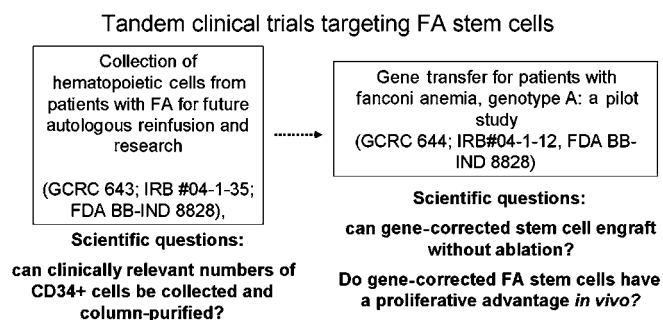 Tandem clinical trials targeting FA stem cells
Collection of
hematopoietic cells from
patients with FA for future
autologous reinfusion and
research
(GCRC 643; IRB #04-1-35;
FDA BB-IND 8828),
Scientific questions:
can clinically relevant numbers of
CD34+ cells be collected and
column-purified?
Gene transfer for patients with
fanconi anemia, genotype A: a pilot
study
(GCRC 644; IRB#04-1-12, FDA BB-
IND 8828)
Scientific questions:
can gene-corrected stem cell engraft
without ablation?
Do gene-corrected FA stem cells have
a proliferative advantage in vivo?